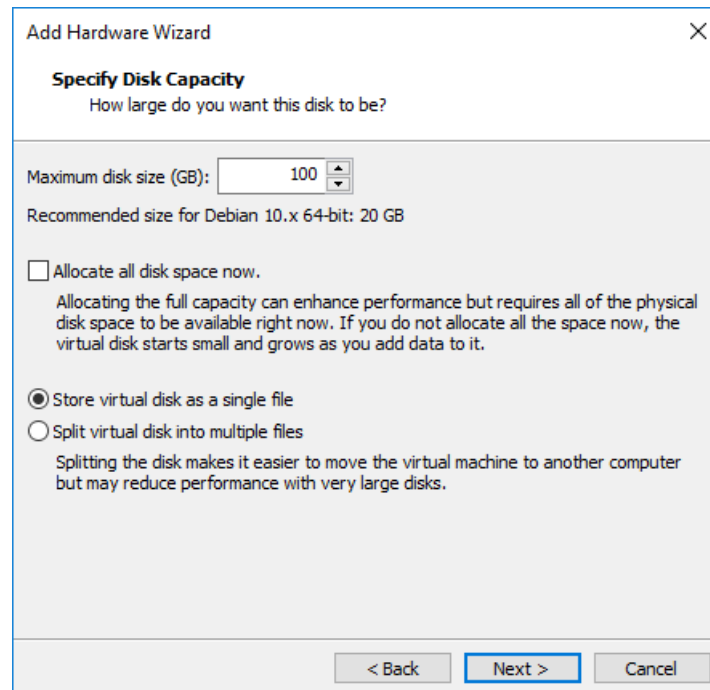 Add Hardware Wizard
Specify Disk Capacity
How large do you want this disk to be?
Maximum disk size (GB): 100
Recommended size for Debian 10.x 64-bit: 20 GB
Allocate all disk space now.
Allocating the full capacity can enhance performance but requires all of the physical
disk space to be available right now. If you do not allocate all the space now, the
virtual disk starts small and grows as you add data to it.
Store virtual disk as a single file
Split virtual disk into multiple files
Splitting the disk makes it easier to move the virtual machine to another computer
but may reduce performance with very large disks.
< Back Next > Cancel